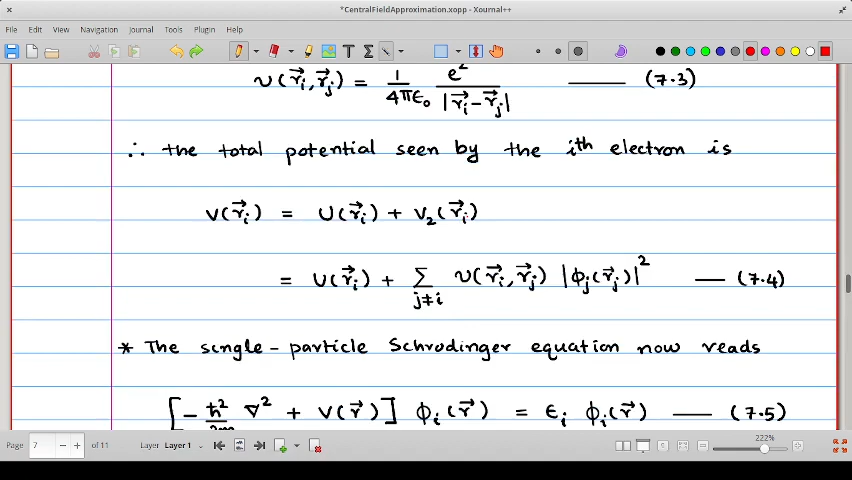 *CentralFieldApproximation.xopp - Xournal++
File Edit View Navigation Journal Tools Plugin Help
υ(r⃗ᵢ, r⃗ⱼ) = 1/4πϵ₀ e²/|r⃗ᵢ-r⃗ⱼ| —— (7.3)
∴ the total potential seen by the ith electron is
V(r⃗ᵢ) = U(r⃗ᵢ) + V₂(r⃗ᵢ)
= U(r⃗ᵢ) + ∑_{j≠i} υ(r⃗ᵢ, r⃗ⱼ) |ϕⱼ(r⃗ⱼ)|² —— (7.4)
* The single-particle Schrodinger equation now reads
[-ħ²/2m ∇² + V(r⃗)] ϕᵢ(r⃗) = ϵᵢ ϕᵢ(r⃗) —— (7.5)
Page 7 of 11 Layer Layer 1 222%